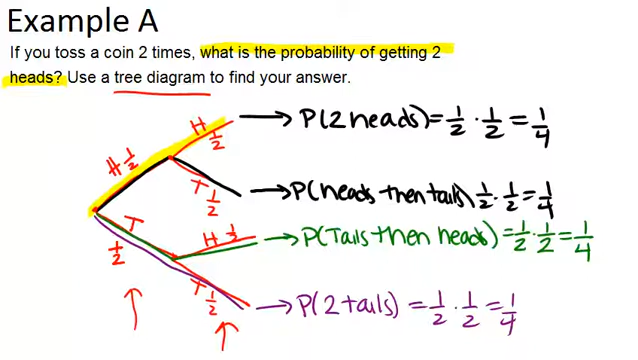 Example A
If you toss a coin 2 times, what is the probability of getting 2
heads? Use a tree diagram to find your answer.
H 1/2
H 1/2
P(2 heads) = 1/2 · 1/2 = 1/4
T 1/2
P(heads then tails) 1/2 · 1/2 = 1/4
T 1/2
H 1/2
P(Tails then heads) = 1/2 · 1/2 = 1/4
T 1/2
P(2 tails) = 1/2 · 1/2 = 1/4